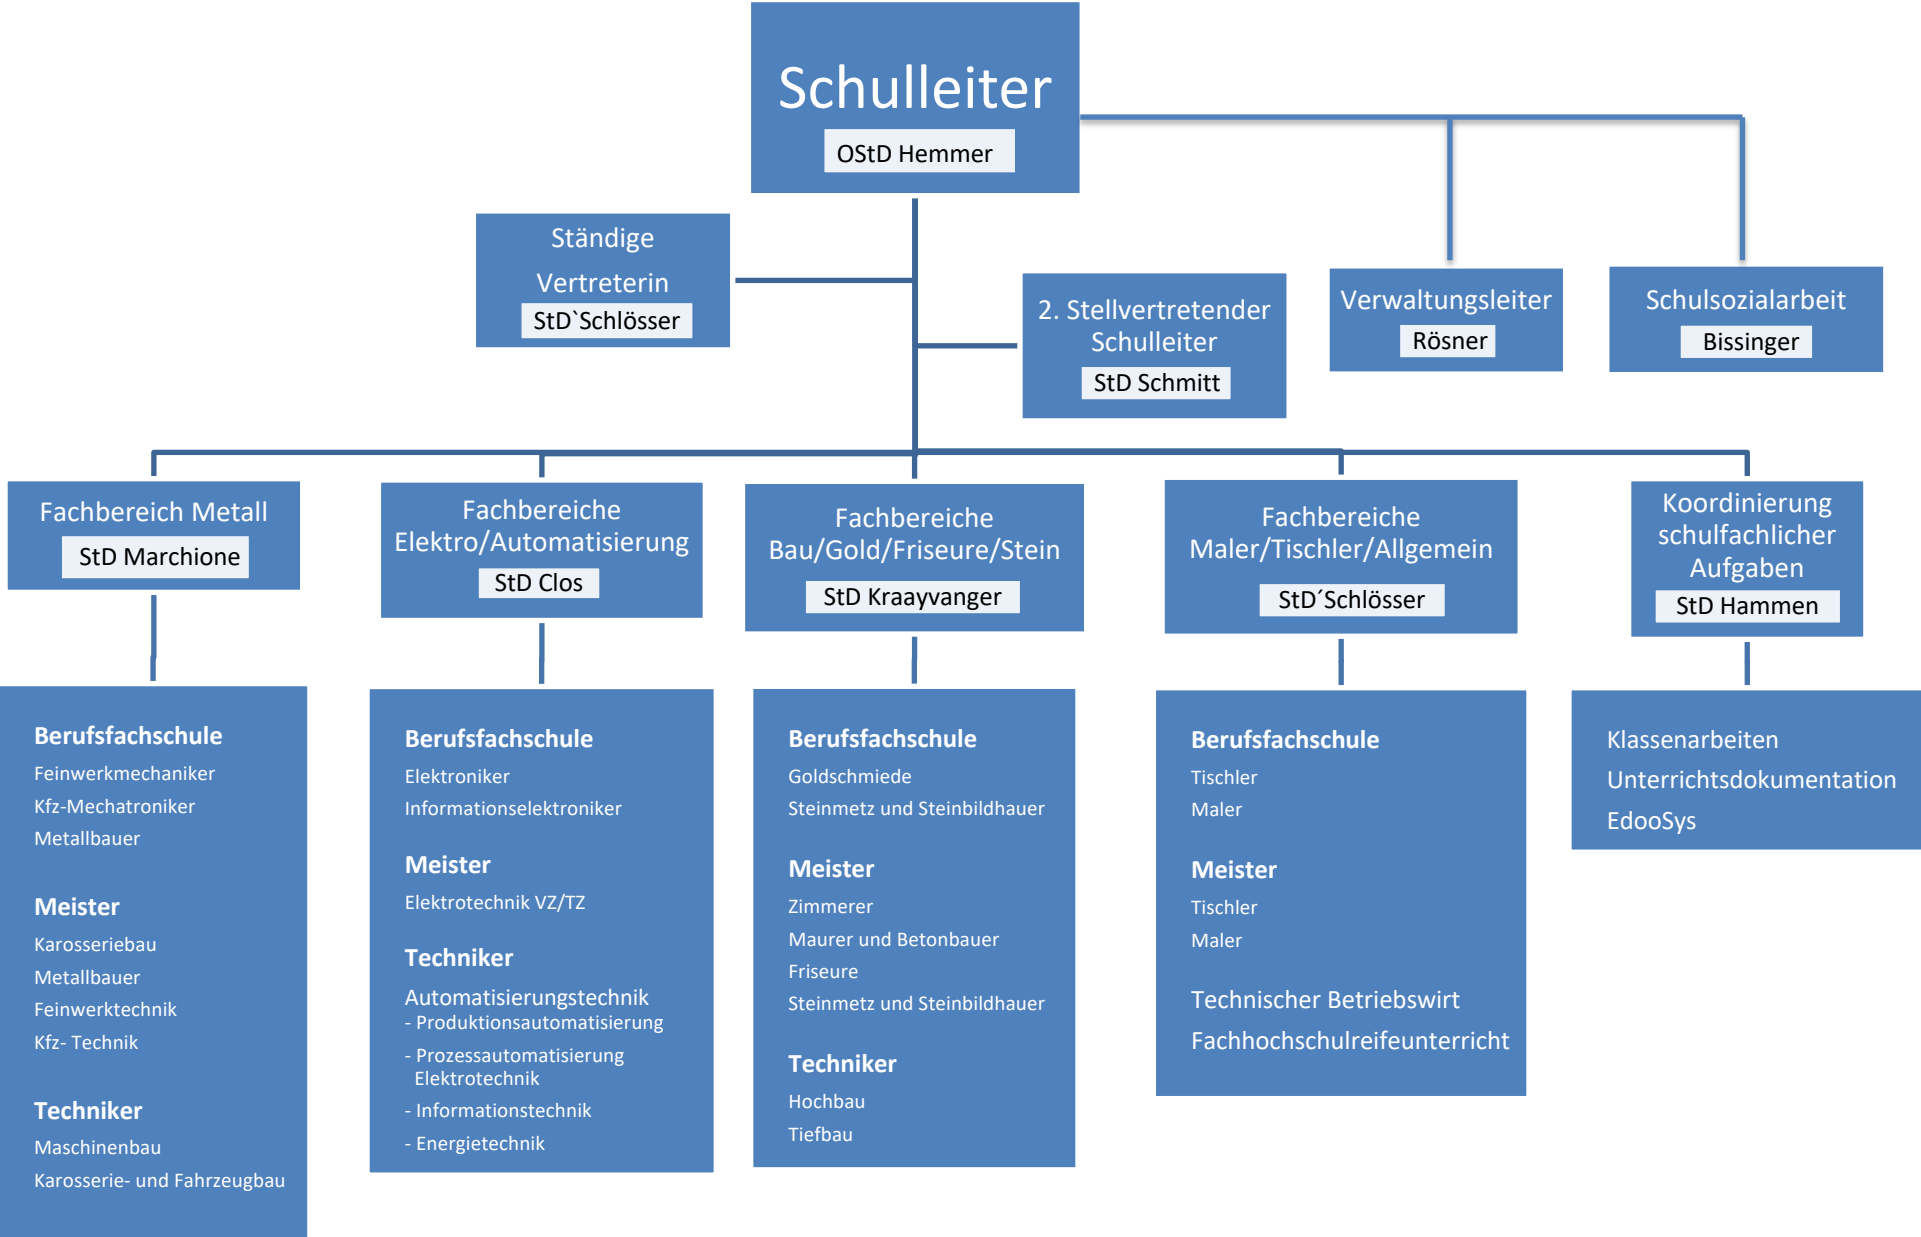 Schulleiter
OStD Hemmer
Ständige
Vertreterin
StD`Schlösser
2. Stellvertretender
Schulleiter
StD Schmitt
Verwaltungsleiter
Rösner
Schulsozialarbeit
Bissinger
Fachbereich Metall
StD Marchione
Fachbereiche
Elektro/Automatisierung
StD Clos
Fachbereiche
Bau/Gold/Friseure/Stein
StD Kraayvanger
Fachbereiche
Maler/Tischler/Allgemein
StD´Schlösser
Koordinierung
schulfachlicher
Aufgaben
StD Hammen
Berufsfachschule
Feinwerkmechaniker
Kfz-Mechatroniker
Metallbauer
Meister
Karosseriebau
Metallbauer
Feinwerktechnik
Kfz- Technik
Techniker
Maschinenbau
Karosserie- und Fahrzeugbau
Berufsfachschule
Elektroniker
Informationselektroniker
Meister
Elektrotechnik VZ/TZ
Techniker
Automatisierungstechnik
- Produktionsautomatisierung
- Prozessautomatisierung
Elektrotechnik
- Informationstechnik
- Energietechnik
Berufsfachschule
Goldschmiede
Steinmetz und Steinbildhauer
Meister
Zimmerer
Maurer und Betonbauer
Friseure
Steinmetz und Steinbildhauer
Techniker
Hochbau
Tiefbau
Berufsfachschule
Tischler
Maler
Meister
Tischler
Maler
Technischer Betriebswirt
Fachhochschulreifeunterricht
Klassenarbeiten
Unterrichtsdokumentation
EdooSys